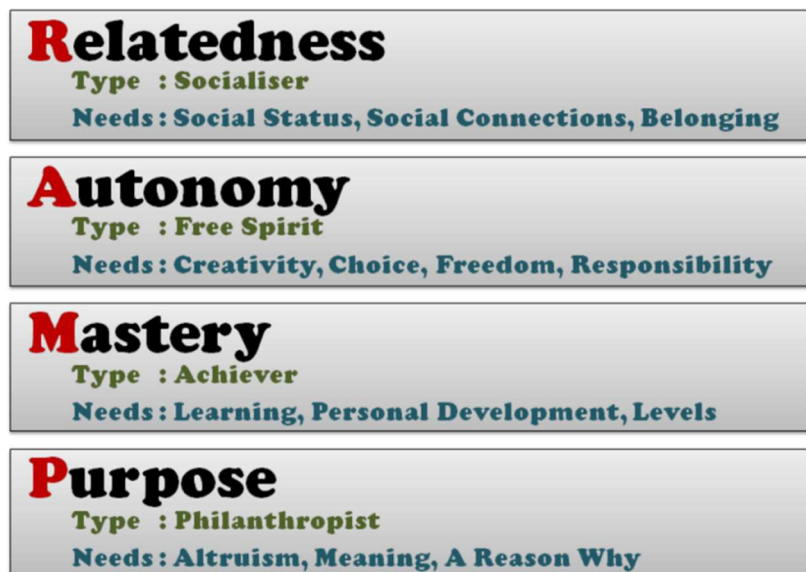 Relatedness
Type : Socialiser
Needs : Social Status, Social Connections, Belonging
Autonomy
Type : Free Spirit
Needs : Creativity, Choice, Freedom, Responsibility
Mastery
Type : Achiever
Needs : Learning, Personal Development, Levels
Purpose
Type : Philanthropist
Needs : Altruism, Meaning, A Reason Why